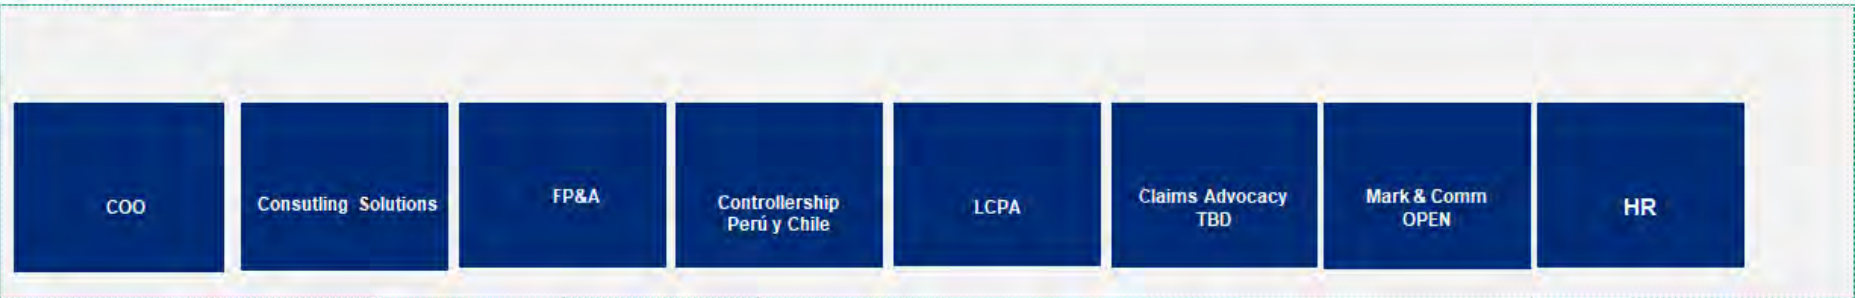 COO
Consutling Solutions
FP&A
Controllership
Perú y Chile
LCPA
Claims Advocacy
TBD
Mark & Comm
OPEN
HR